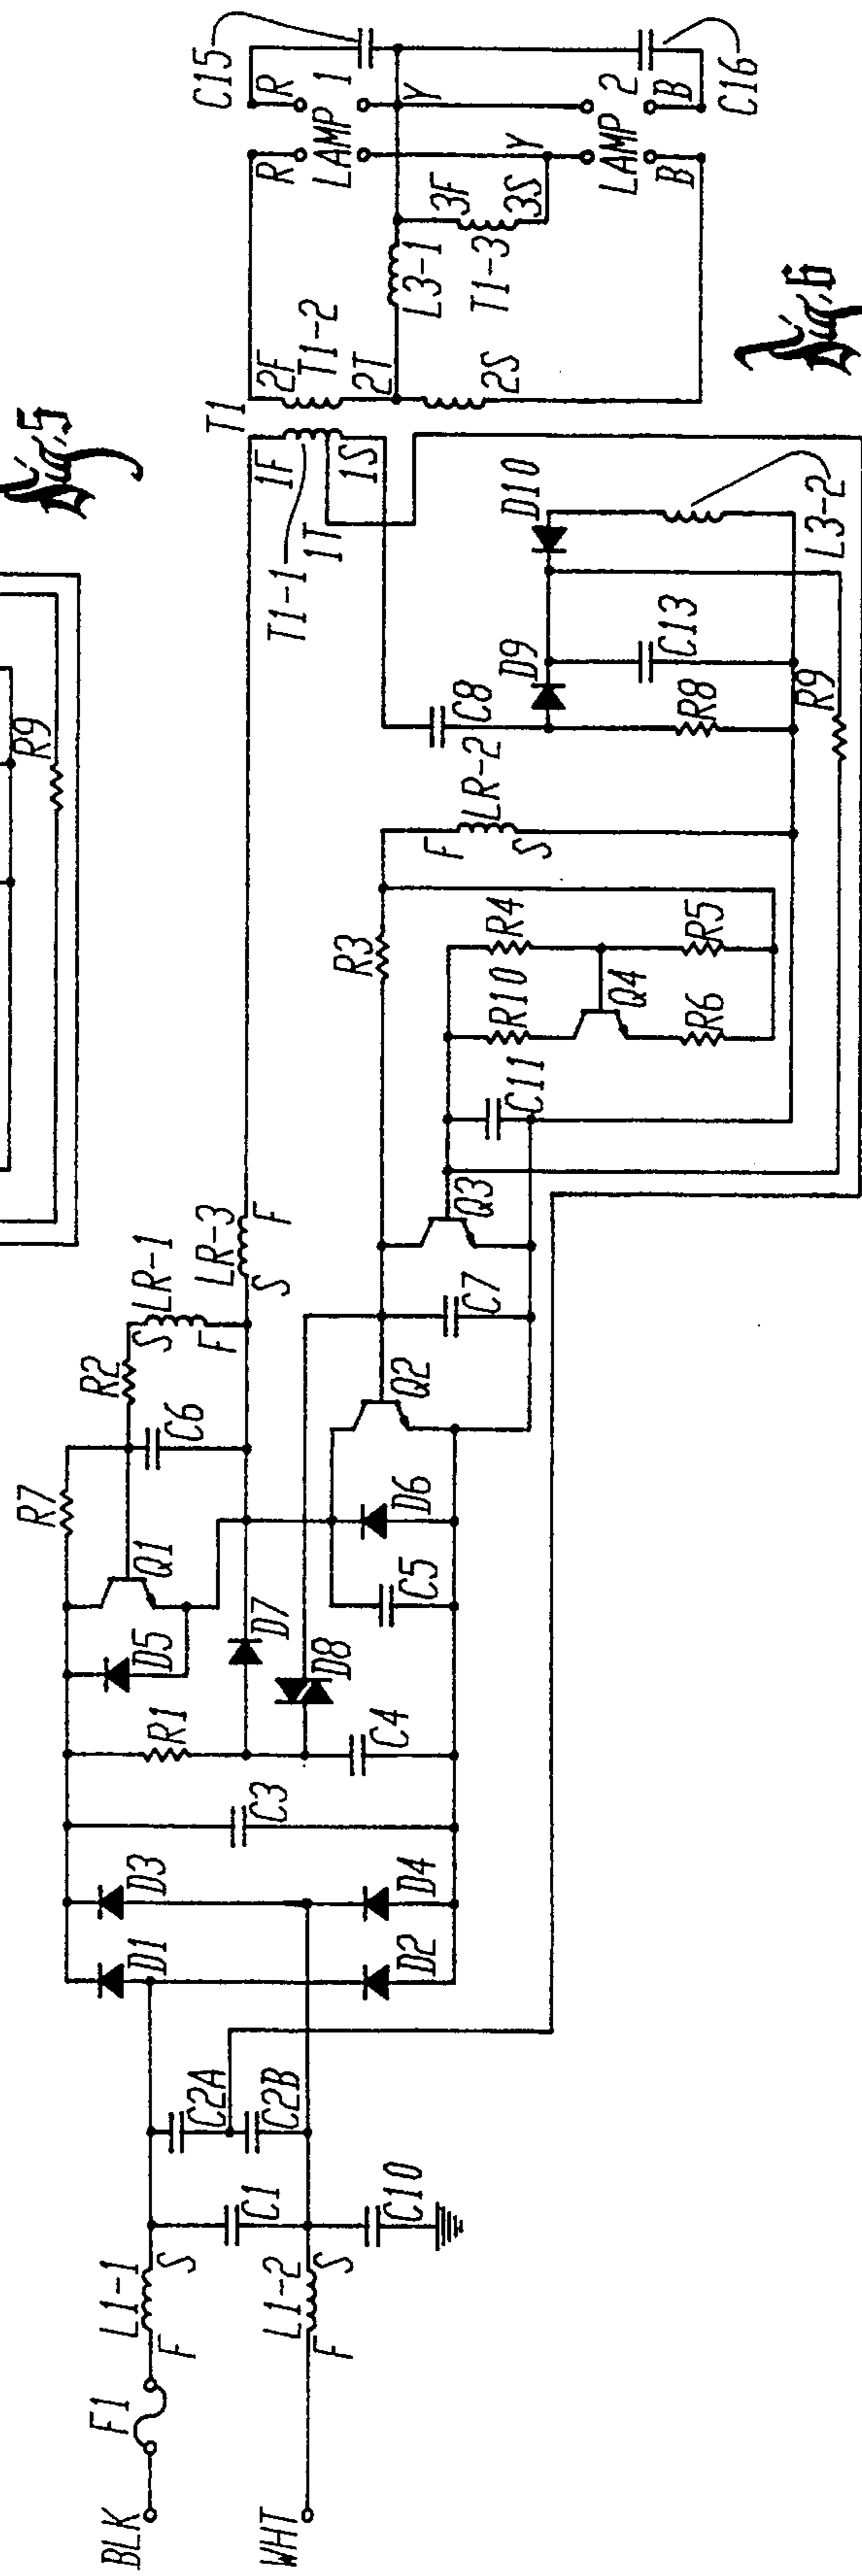 Fig. 5
R9
BLK
F1
F
L1-1
S
WHT
F
L1-2
S
C1
C10
C2A
C2B
D1
D2
D3
D4
C3
R1
C4
D5
Q1
D7
D8
R7
C5
D6
C6
R2
S
LR-1
F
Q2
C7
S
LR-3
F
Q3
C11
R10
R4
Q4
R6
R5
R3
F
LR-2
S
C8
R8
D9
C13
R9
D10
L3-2
T1-1
1T
1F
1S
T1
2F
T1-2
2T
2S
L3-1
T1-3
3F
3S
R
R
LAMP 1
Y
Y
LAMP 2
B
B
C15
C16
Fig. 6